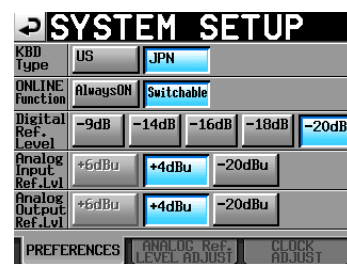 SYSTEM SETUP
KBD Type US JPN
ONLINE Function AlwaysON Switchable
Digital Ref. Level -9dB -14dB -16dB -18dB -20dB
Analog Input Ref.Lvl +6dBu +4dBu -20dBu
Analog Output Ref.Lvl +6dBu +4dBu -20dBu
PREFERENCES ANALOG Ref. LEVEL ADJUST CLOCK ADJUST